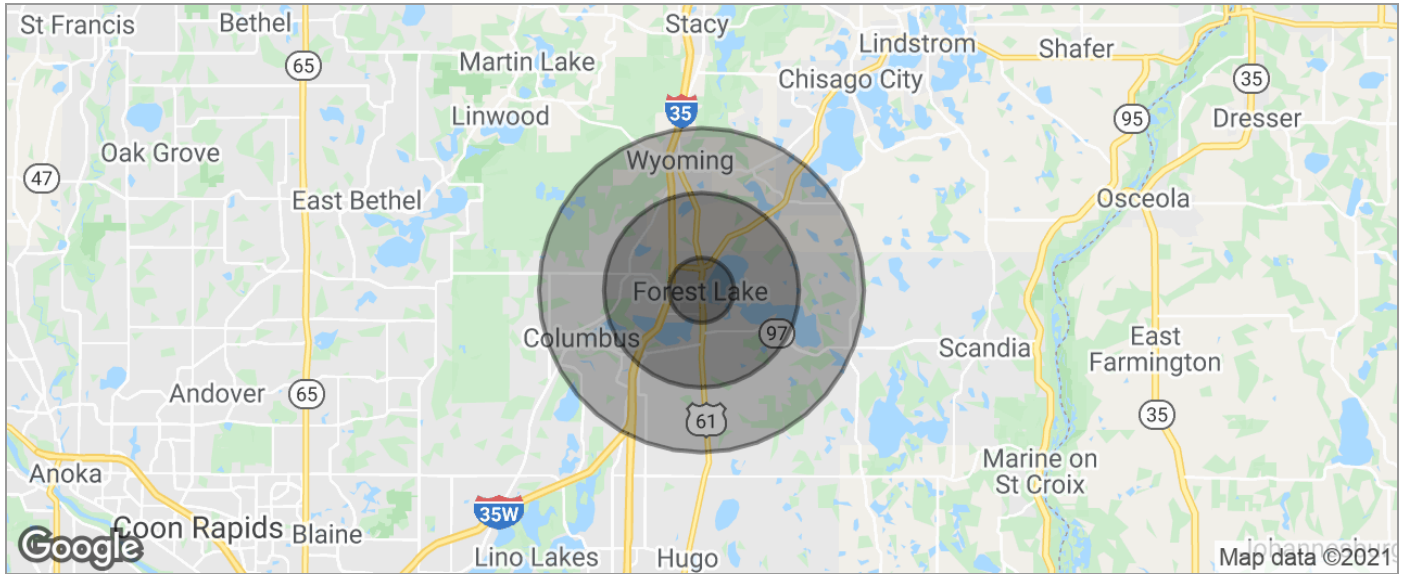 St Francis
Bethel
Stacy
Lindstrom
Shafer
65
Martin Lake
Chisago City
35
35
Linwood
95
Dresser
Oak Grove
Wyoming
47
East Bethel
Osceola
Forest Lake
Columbus
97
Scandia
East
Farmington
Andover
65
61
35
Anoka
Marine on
St Croix
35W
Coon Rapids
Blaine
Google
Lino Lakes
Hugo
Johannesburg
Map data ©2021